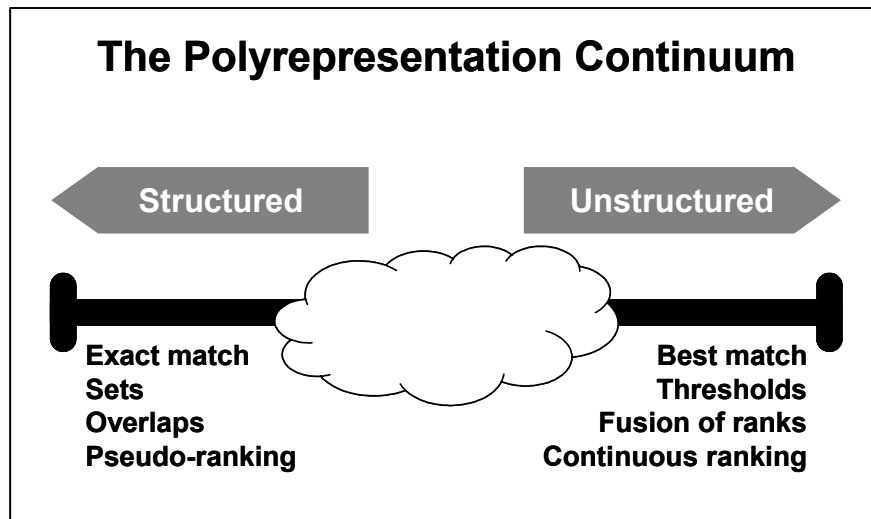 The Polyrepresentation Continuum
Structured
Unstructured
Exact match
Sets
Overlaps
Pseudo-ranking
Best match
Thresholds
Fusion of ranks
Continuous ranking